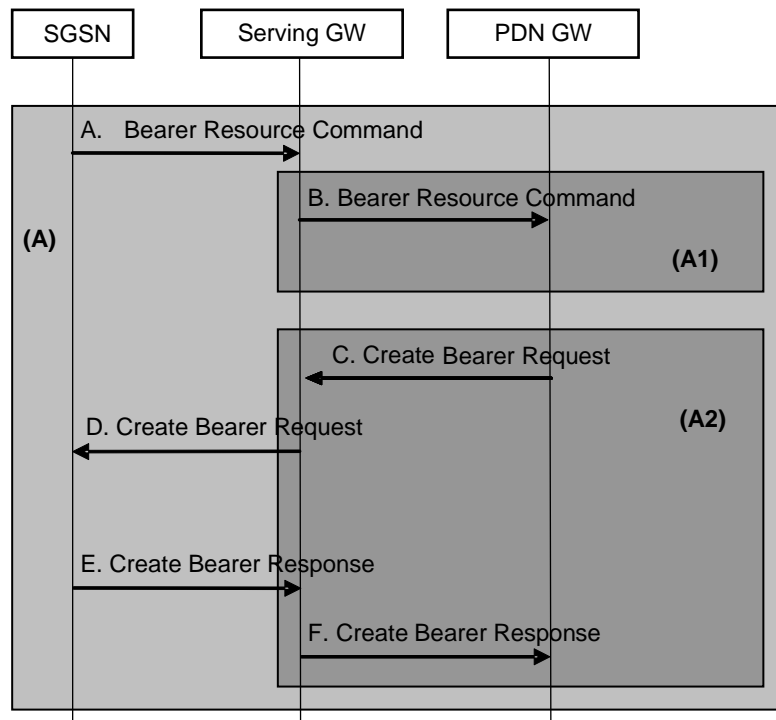 SGSN
Serving GW
PDN GW
A. Bearer Resource Command
B. Bearer Resource Command
(A)
(A1)
C. Create Bearer Request
(A2)
D. Create Bearer Request
E. Create Bearer Response
F. Create Bearer Response